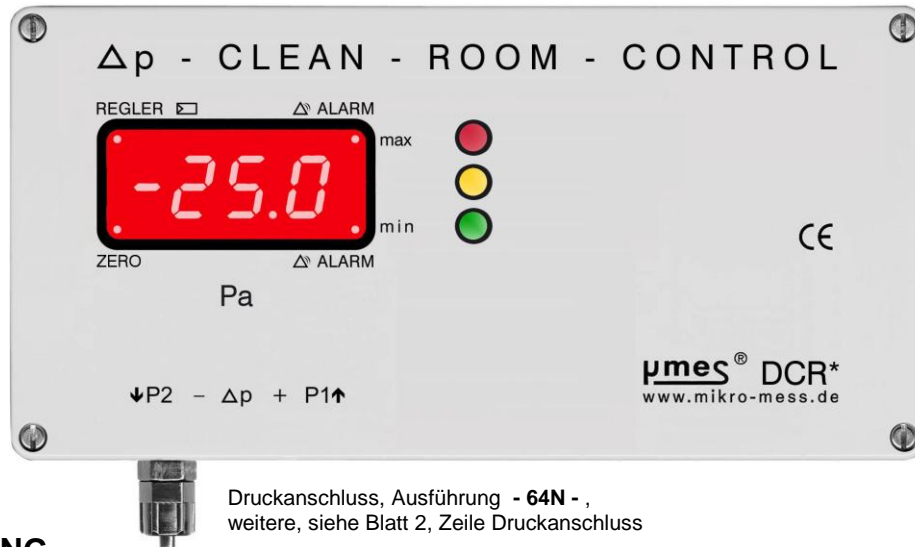 Δp - CLEAN - ROOM - CONTROL
REGLER ALARM
max
-25.0
min
ZERO ALARM
Pa
CE
µmes® DCR*
www.mikro-mess.de
↓P2 - Δp + P1↑
Druckanschluss, Ausführung - 64N - ,
weitere, siehe Blatt 2, Zeile Druckanschluss